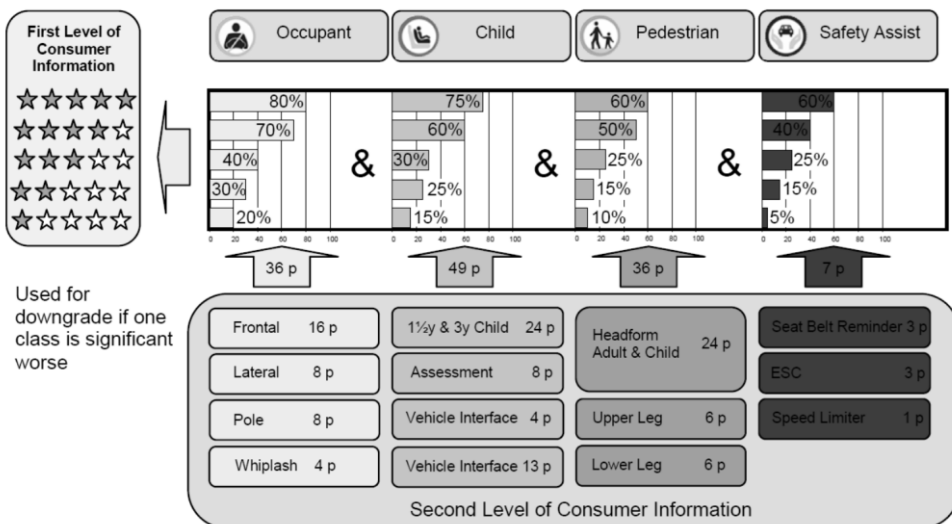 First Level of
Consumer
Information
Occupant
Child
Pedestrian
Safety Assist
80%
70%
40%
30%
20%
0 20 40 60 80 100
&
75%
60%
30%
25%
15%
0 20 40 60 80 100
&
60%
50%
25%
15%
10%
0 20 40 60 80 100
&
60%
40%
25%
15%
5%
0 20 40 60 80 100
36 p
49 p
36 p
7 p
Used for
downgrade if one
class is significant
worse
Frontal 16 p
Lateral 8 p
Pole 8 p
Whiplash 4 p
1½y & 3y Child 24 p
Assessment 8 p
Vehicle Interface 4 p
Vehicle Interface 13 p
Headform
Adult & Child 24 p
Upper Leg 6 p
Lower Leg 6 p
Seat Belt Reminder 3 p
ESC 3 p
Speed Limiter 1 p
Second Level of Consumer Information